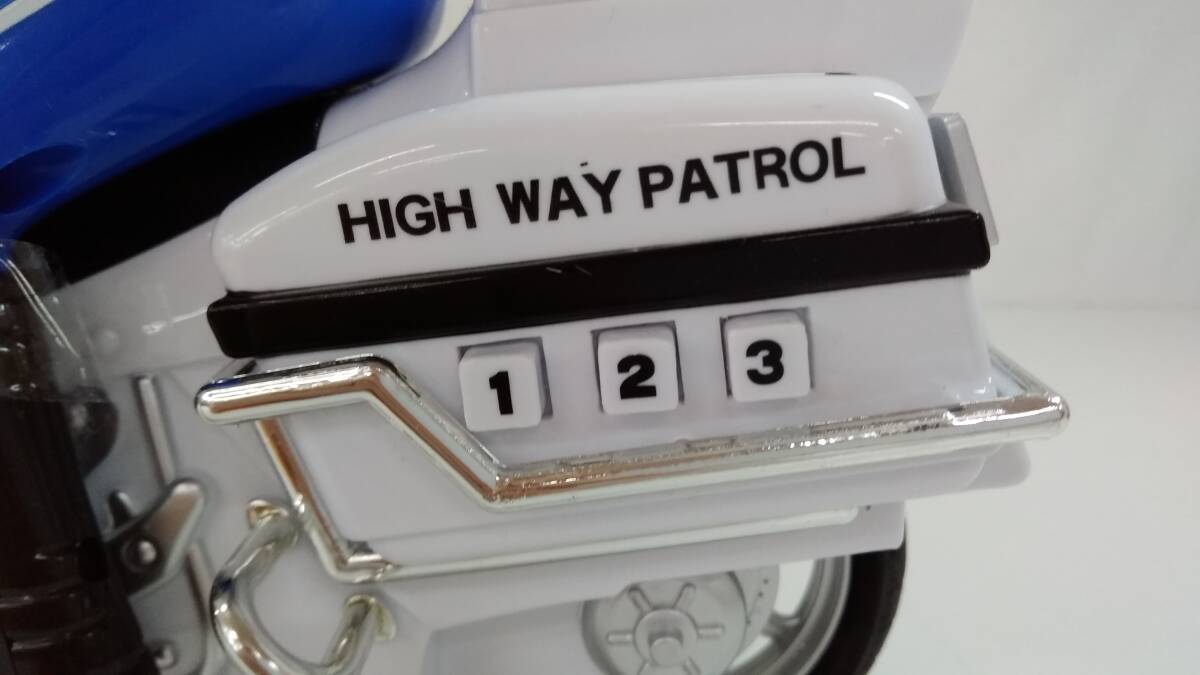 HIGH WAY PATROL
1 2 3